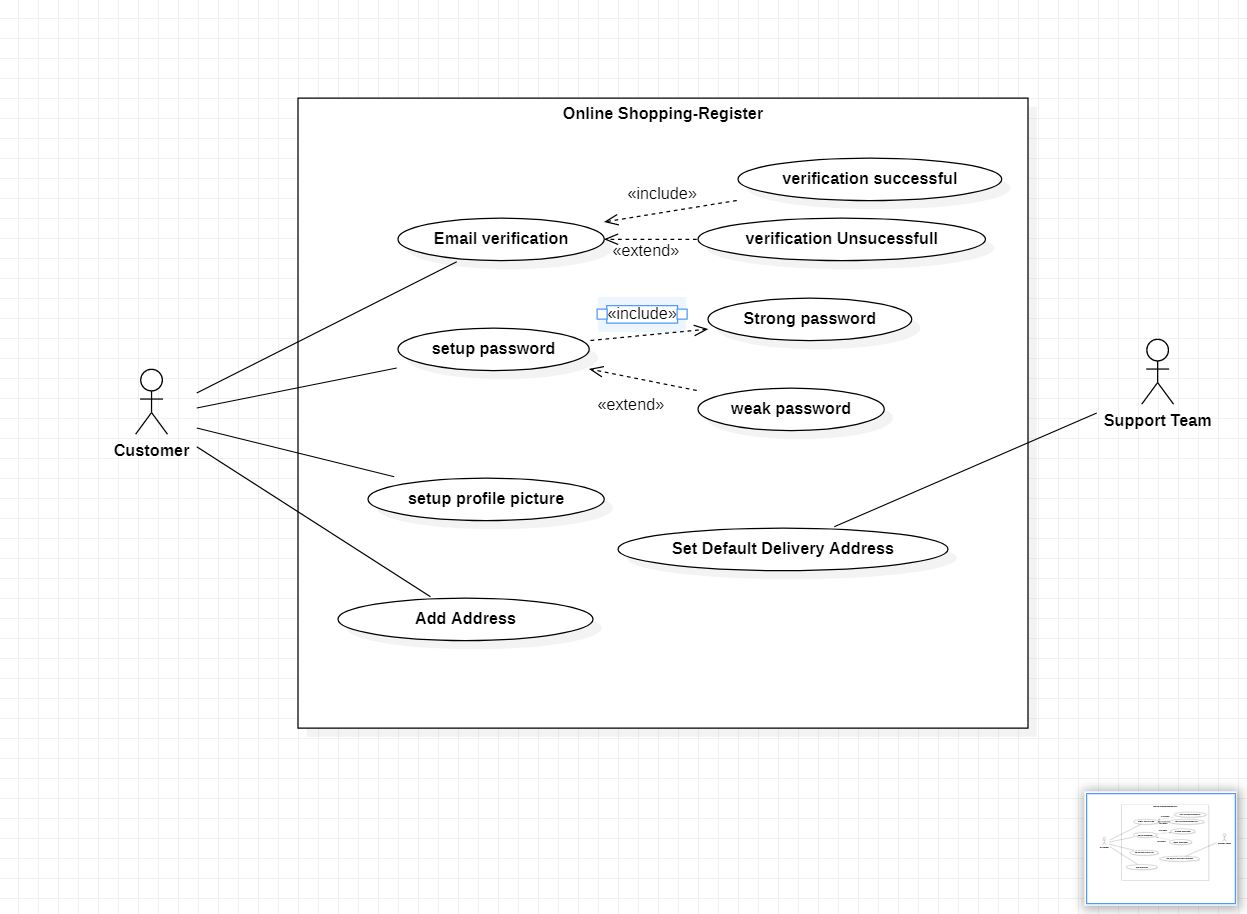 Online Shopping-Register
verification successful
«include»
Email verification
verification Unsucessfull
«extend»
«include»
Strong password
setup password
«extend»
weak password
Customer
Support Team
setup profile picture
Set Default Delivery Address
Add Address